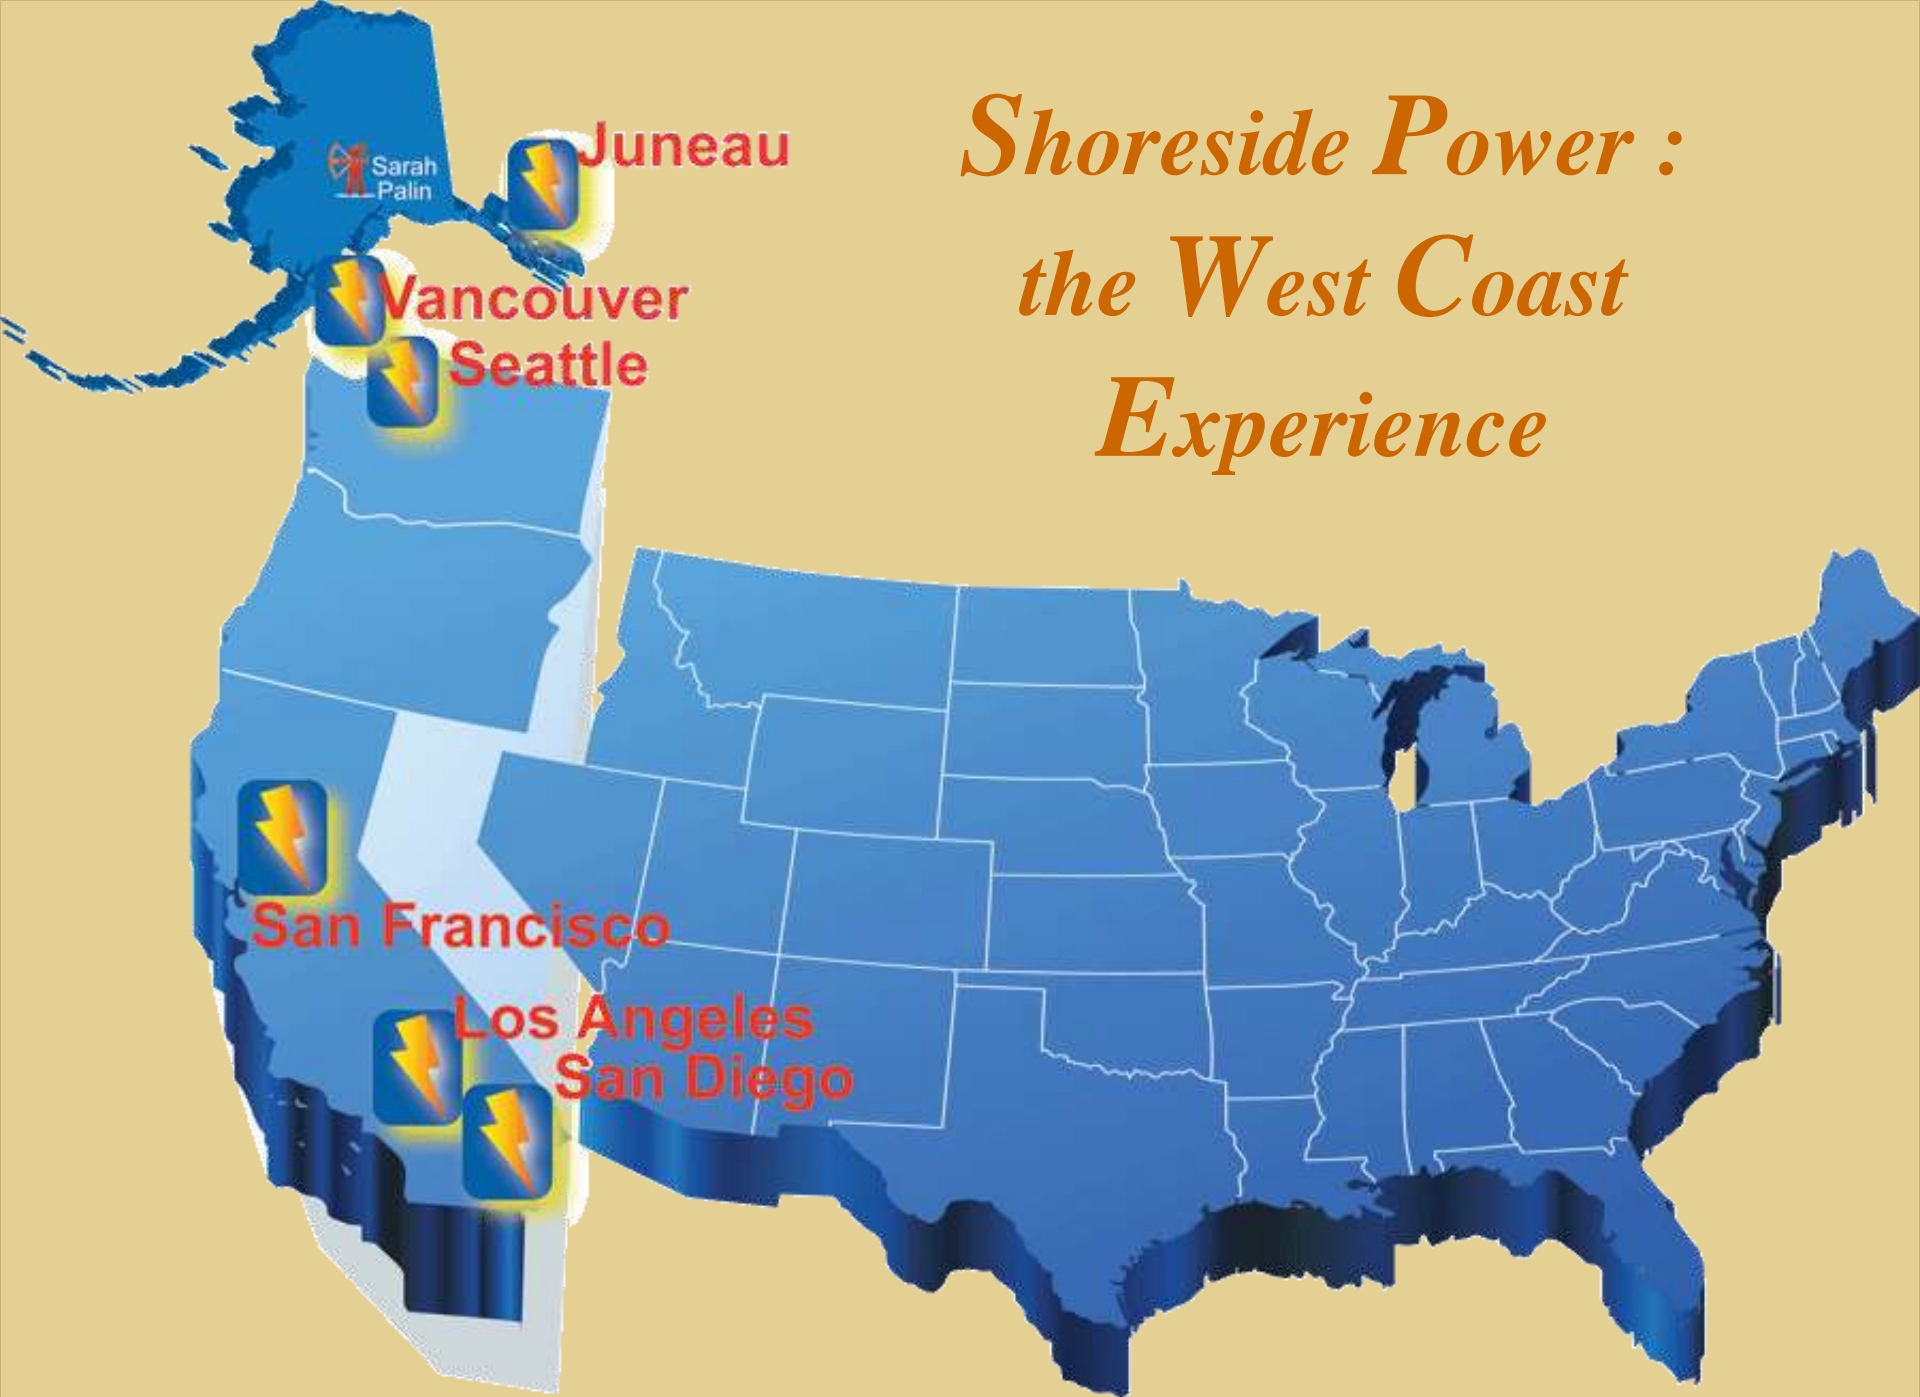 Shoreside Power :
the West Coast
Experience
Juneau
Sarah
Palin
Vancouver
Seattle
San Francisco
Los Angeles
San Diego